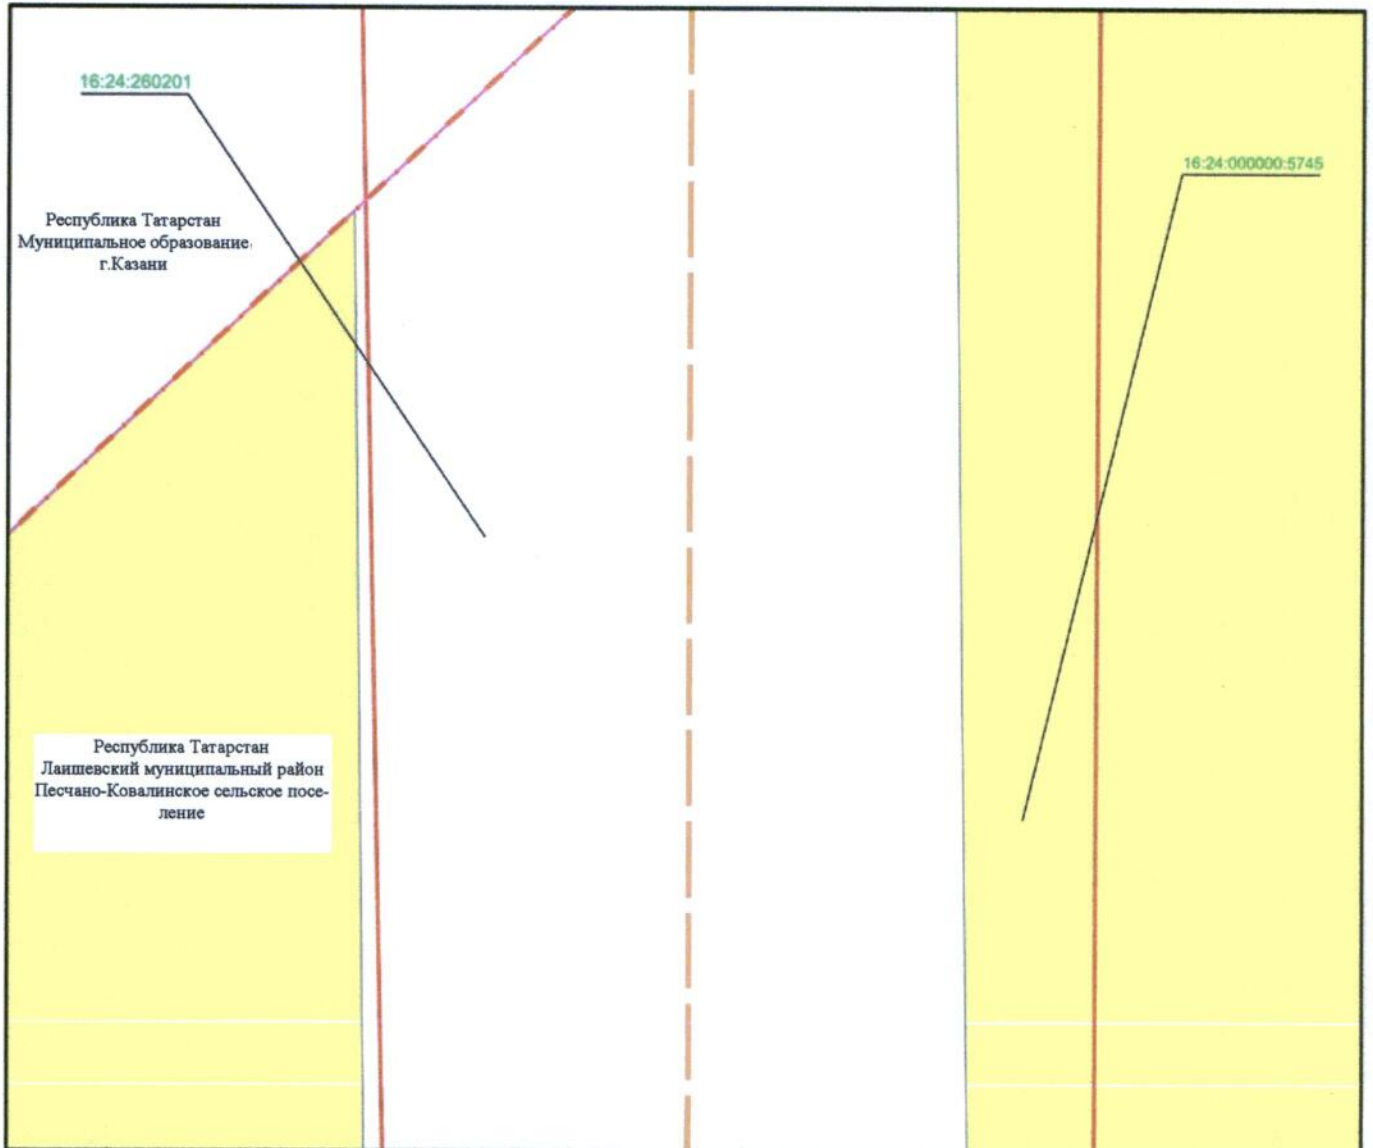 16:24:260201
16:24:000000:5745
Республика Татарстан
Муниципальное образование
г.Казани
Республика Татарстан
Лаишевский муниципальный район
Песчано-Ковалинское сельское посе-
ление